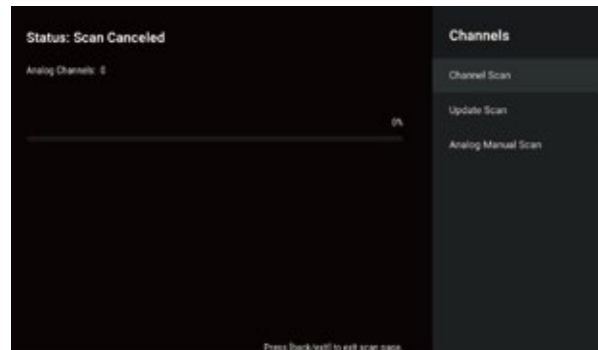 Status: Scan Canceled
Analog Channels: 0
0%
Press [back/exit] to exit scan page.
Channels
Channel Scan
Update Scan
Analog Manual Scan